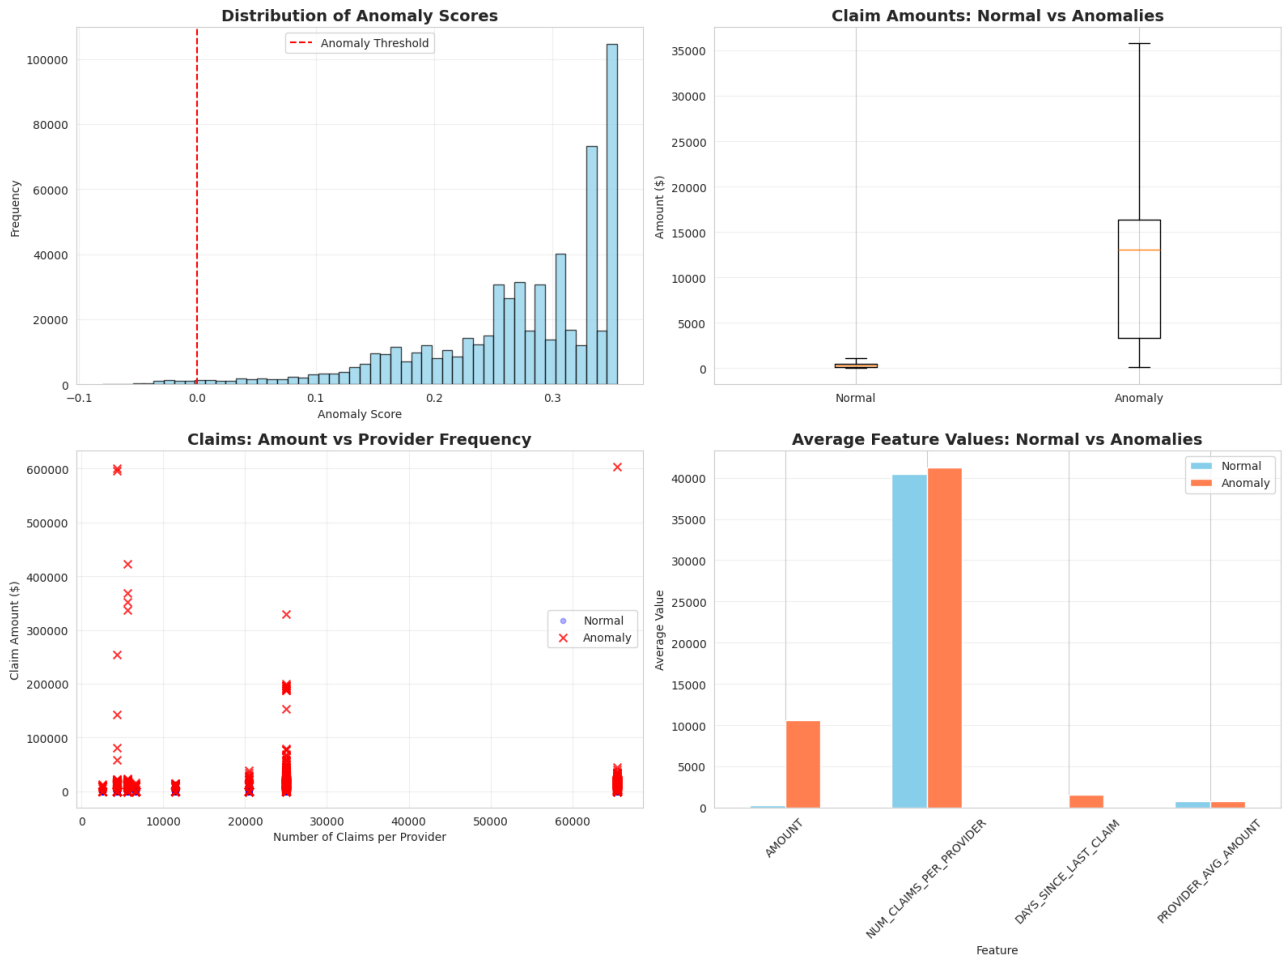 Distribution of Anomaly Scores
Anomaly Threshold
100000
80000
60000
40000
20000
0
Frequency
−0.1
0.0
0.1
0.2
0.3
Anomaly Score
Claim Amounts: Normal vs Anomalies
35000
30000
25000
20000
15000
10000
5000
0
Amount ($)
Normal
Anomaly
Claims: Amount vs Provider Frequency
600000
500000
400000
300000
200000
100000
0
Claim Amount ($)
Normal
Anomaly
0
10000
20000
30000
40000
50000
60000
Number of Claims per Provider
Average Feature Values: Normal vs Anomalies
Normal
Anomaly
40000
35000
30000
25000
20000
15000
10000
5000
0
Average Value
AMOUNT
NUM_CLAIMS_PER_PROVIDER
DAYS_SINCE_LAST_CLAIM
PROVIDER_AVG_AMOUNT
Feature